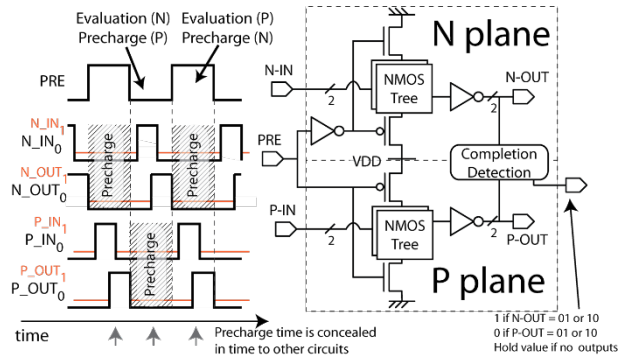 Evaluation (N)
Precharge (P)
Evaluation (P)
Precharge (N)
PRE
N_IN1
N_IN0
Precharge
Precharge
N_OUT1
N_OUT0
P_IN1
P_IN0
Precharge
P_OUT1
P_OUT0
time
Precharge time is concealed
in time to other circuits
N plane
N-IN
2
NMOS
Tree
2
N-OUT
PRE
VDD
Completion
Detection
P-IN
2
NMOS
Tree
2
P-OUT
P plane
1 if N-OUT = 01 or 10
0 if P-OUT = 01 or 10
Hold value if no outputs